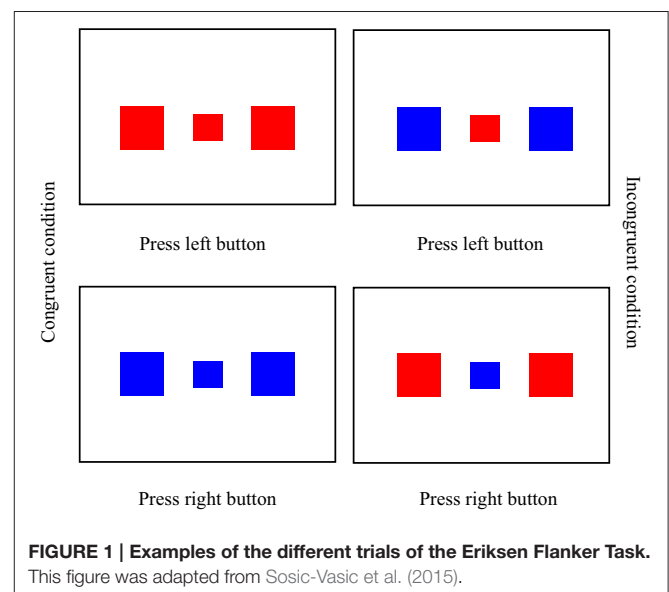 Congruent condition
Press left button
Press left button
Incongruent condition
Press right button
Press right button
FIGURE 1 | Examples of the different trials of the Eriksen Flanker Task.
This figure was adapted from Sosic-Vasic et al. (2015).